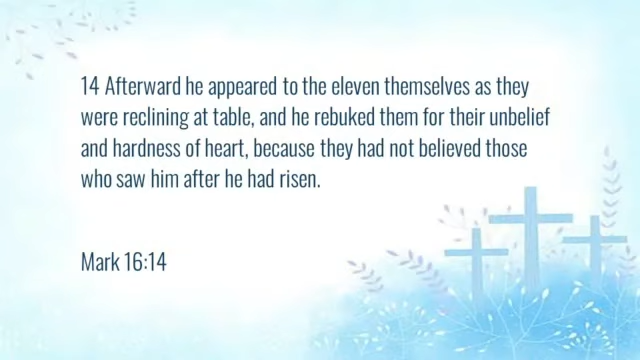 14 Afterward he appeared to the eleven themselves as they
were reclining at table, and he rebuked them for their unbelief
and hardness of heart, because they had not believed those
who saw him after he had risen.
Mark 16:14